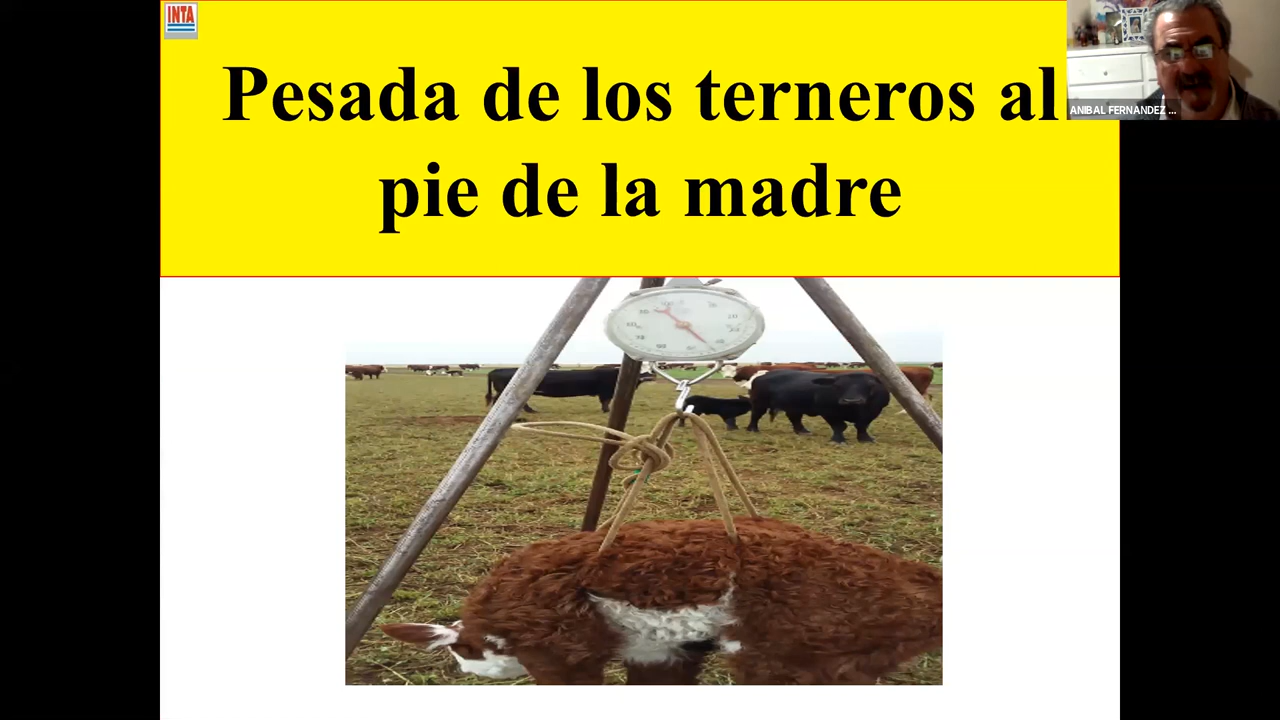 INTA
Pesada de los terneros al
pie de la madre
ANIBAL FERNANDEZ ...